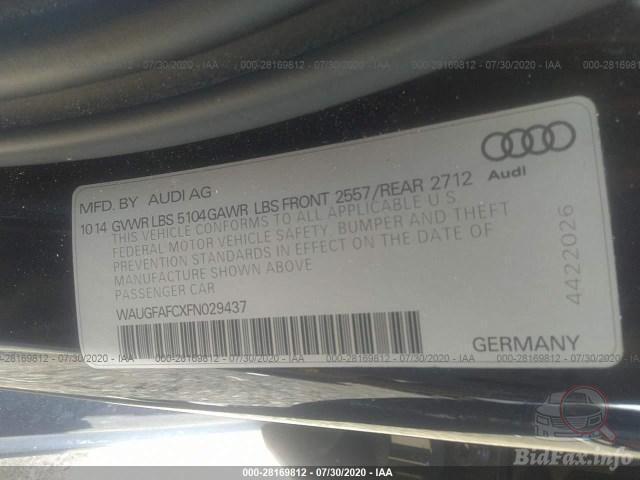 000-28169812 - 07/30/2020 - IAA
000-28169812 - 07/30/2020 - IAA
000-28169812 - 07/30/2020 - IAA
Audi
MFD. BY AUDI AG
10 14 GVWR LBS 5104 GAWR LBS FRONT 2557/REAR 2712
THIS VEHICLE CONFORMS TO ALL APPLICABLE U S
FEDERAL MOTOR VEHICLE SAFETY, BUMPER AND THEFT
PREVENTION STANDARDS IN EFFECT ON THE DATE OF
MANUFACTURE SHOWN ABOVE
PASSENGER CAR
WAUGFAFCXFN029437
4422026
GERMANY
000-28169812 - 07/30/2020 - IAA
000-28169812 - 07/30/2020 - IAA
000-28169812 - 07/30/2020 - IAA
BidFax.info
000-28169812 - 07/30/2020 - IAA